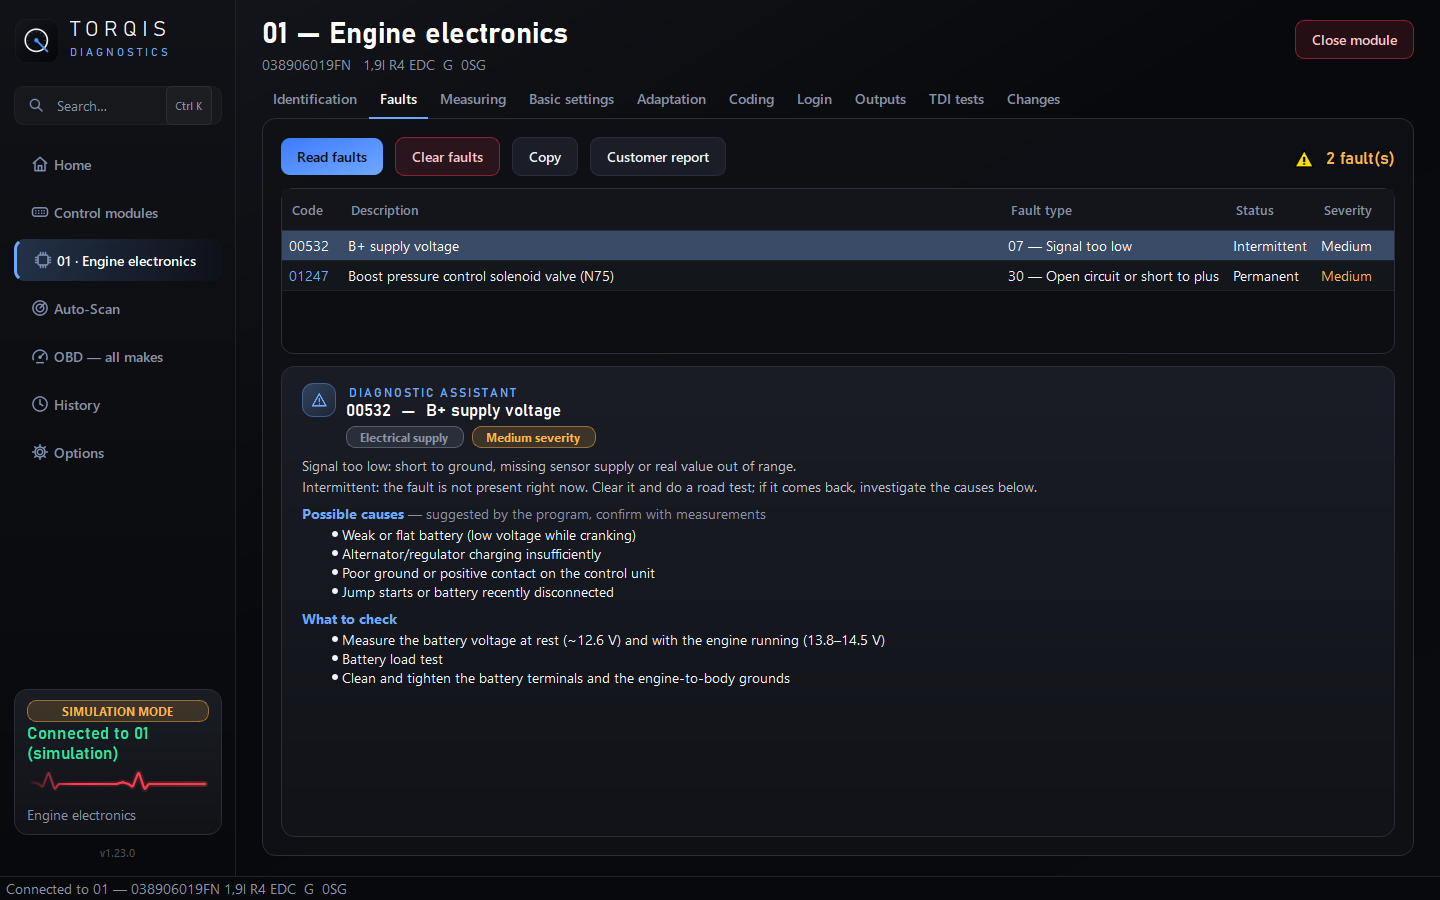 TORQIS
DIAGNOSTICS
Search...
Ctrl K
Home
Control modules
01 · Engine electronics
Auto-Scan
OBD — all makes
History
Options
SIMULATION MODE
Connected to 01
(simulation)
Engine electronics
v1.23.0
01 — Engine electronics
038906019FN 1,9l R4 EDC G 0SG
Close module
Identification Faults Measuring Basic settings Adaptation Coding Login Outputs TDI tests Changes
Read faults Clear faults Copy Customer report
2 fault(s)
Code Description Fault type Status Severity
00532 B+ supply voltage 07 — Signal too low Intermittent Medium
01247 Boost pressure control solenoid valve (N75) 30 — Open circuit or short to plus Permanent Medium
DIAGNOSTIC ASSISTANT
00532 — B+ supply voltage
Electrical supply Medium severity
Signal too low: short to ground, missing sensor supply or real value out of range.
Intermittent: the fault is not present right now. Clear it and do a road test; if it comes back, investigate the causes below.
Possible causes — suggested by the program, confirm with measurements
• Weak or flat battery (low voltage while cranking)
• Alternator/regulator charging insufficiently
• Poor ground or positive contact on the control unit
• Jump starts or battery recently disconnected
What to check
• Measure the battery voltage at rest (~12.6 V) and with the engine running (13.8–14.5 V)
• Battery load test
• Clean and tighten the battery terminals and the engine-to-body grounds
Connected to 01 — 038906019FN 1,9l R4 EDC G 0SG